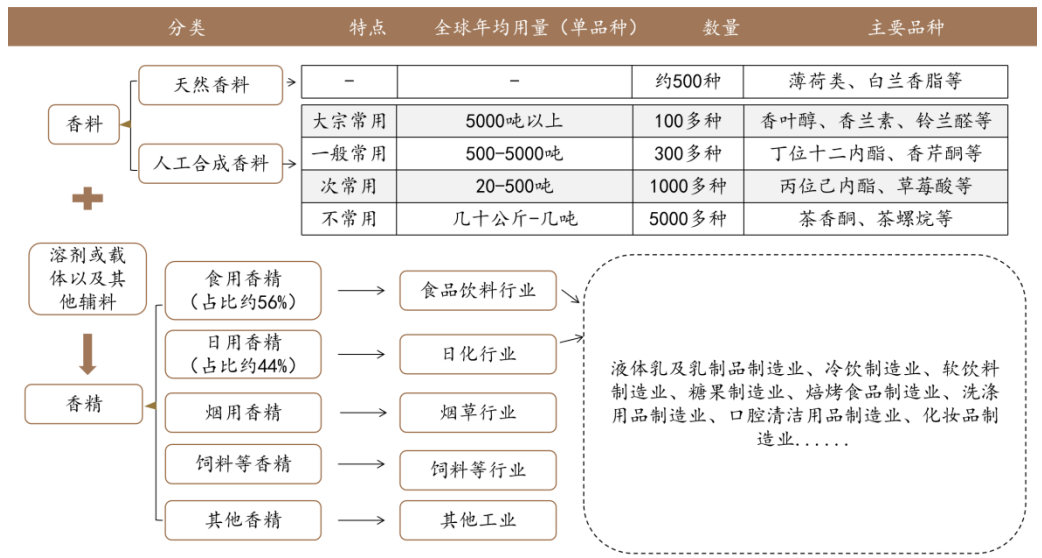 分类 特点 全球年均用量（单品种） 数量 主要品种
天然香料 - - 约500种 薄荷类、白兰香脂等
香料
大宗常用 5000吨以上 100多种 香叶醇、香兰素、铃兰醛等
人工合成香料
一般常用 500-5000吨 300多种 丁位十二内酯、香芹酮等
次常用 20-500吨 1000多种 丙位己内酯、草莓酸等
不常用 几十公斤-几吨 5000多种 茶香酮、茶螺烷等
溶剂或载
体以及其
他辅料
香精
食用香精
（占比约56%）
食品饮料行业
日用香精
（占比约44%）
日化行业
烟用香精 烟草行业
饲料等香精 饲料等行业
其他香精 其他工业
液体乳及乳制品制造业、冷饮制造业、软饮料
制造业、糖果制造业、焙烤食品制造业、洗涤
用品制造业、口腔清洁用品制造业、化妆品制
造业......